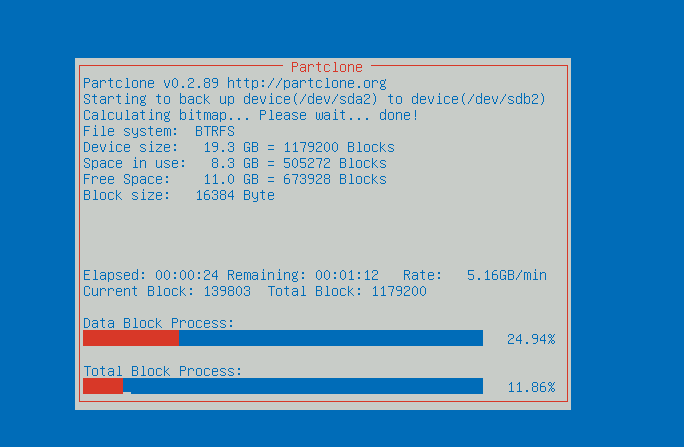 Partclone
Partclone v0.2.89 http://partclone.org
Starting to back up device(/dev/sda2) to device(/dev/sdb2)
Calculating bitmap... Please wait... done!
File system:  BTRFS
Device size:   19.3 GB = 1179200 Blocks
Space in use:   8.3 GB = 505272 Blocks
Free Space:    11.0 GB = 673928 Blocks
Block size:   16384 Byte
Elapsed: 00:00:24 Remaining: 00:01:12   Rate:   5.16GB/min
Current Block: 139803  Total Block: 1179200
Data Block Process:
24.94%
Total Block Process:
11.86%